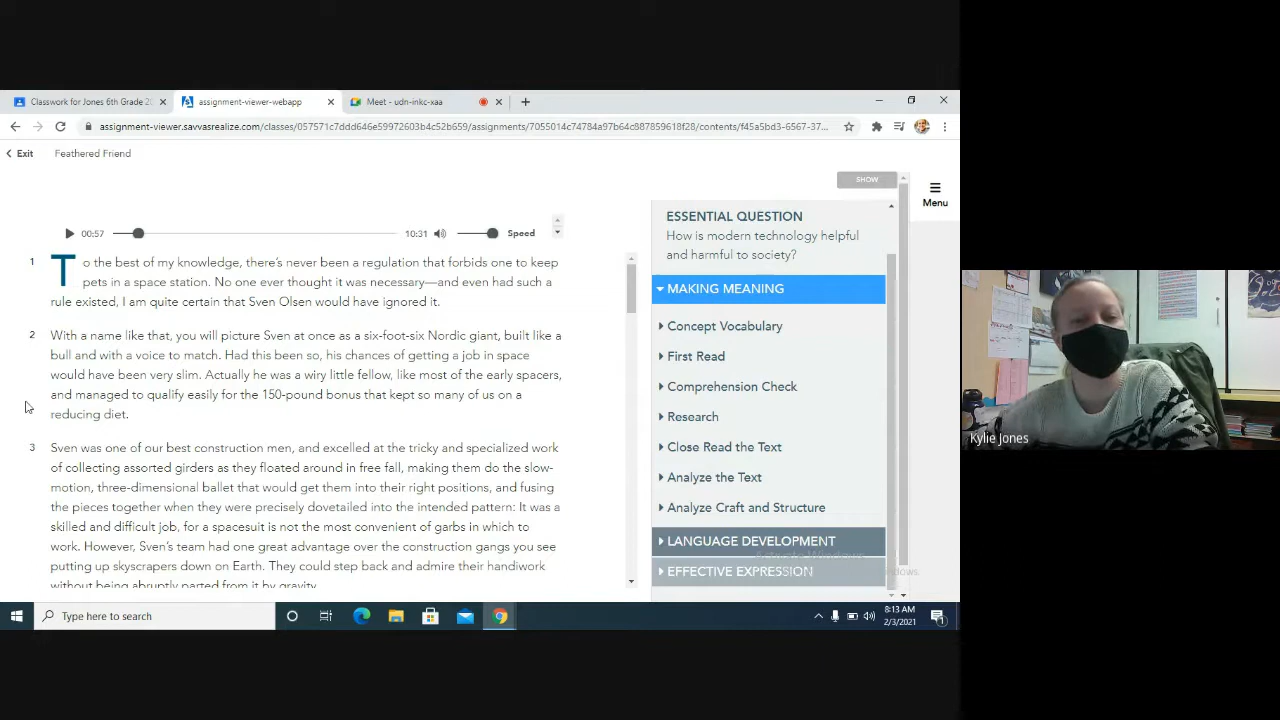 Classwork for Jones 6th Grade 20
assignment-viewer-webapp
Meet - udn-inkc-xaa
assignment-viewer.savvasrealize.com/classes/057571c7ddd646e59972603b4c52b659/assignments/7055014c74784a97b64c887859618f28/contents/f45a5bd3-6567-37...
Exit
Feathered Friend
SHOW
Menu
00:57
10:31
Speed
1
To the best of my knowledge, there's never been a regulation that forbids one to keep
pets in a space station. No one ever thought it was necessary—and even had such a
rule existed, I am quite certain that Sven Olsen would have ignored it.
2
With a name like that, you will picture Sven at once as a six-foot-six Nordic giant, built like a
bull and with a voice to match. Had this been so, his chances of getting a job in space
would have been very slim. Actually he was a wiry little fellow, like most of the early spacers,
and managed to qualify easily for the 150-pound bonus that kept so many of us on a
reducing diet.
3
Sven was one of our best construction men, and excelled at the tricky and specialized work
of collecting assorted girders as they floated around in free fall, making them do the slow-
motion, three-dimensional ballet that would get them into their right positions, and fusing
the pieces together when they were precisely dovetailed into the intended pattern: It was a
skilled and difficult job, for a spacesuit is not the most convenient of garbs in which to
work. However, Sven's team had one great advantage over the construction gangs you see
putting up skyscrapers down on Earth. They could step back and admire their handiwork
without being abruptly parted from it by gravity.
ESSENTIAL QUESTION
How is modern technology helpful
and harmful to society?
MAKING MEANING
Concept Vocabulary
First Read
Comprehension Check
Research
Close Read the Text
Analyze the Text
Analyze Craft and Structure
LANGUAGE DEVELOPMENT
Activate Windows
EFFECTIVE EXPRESSION
Type here to search
8:13 AM
2/3/2021
1
Kylie Jones